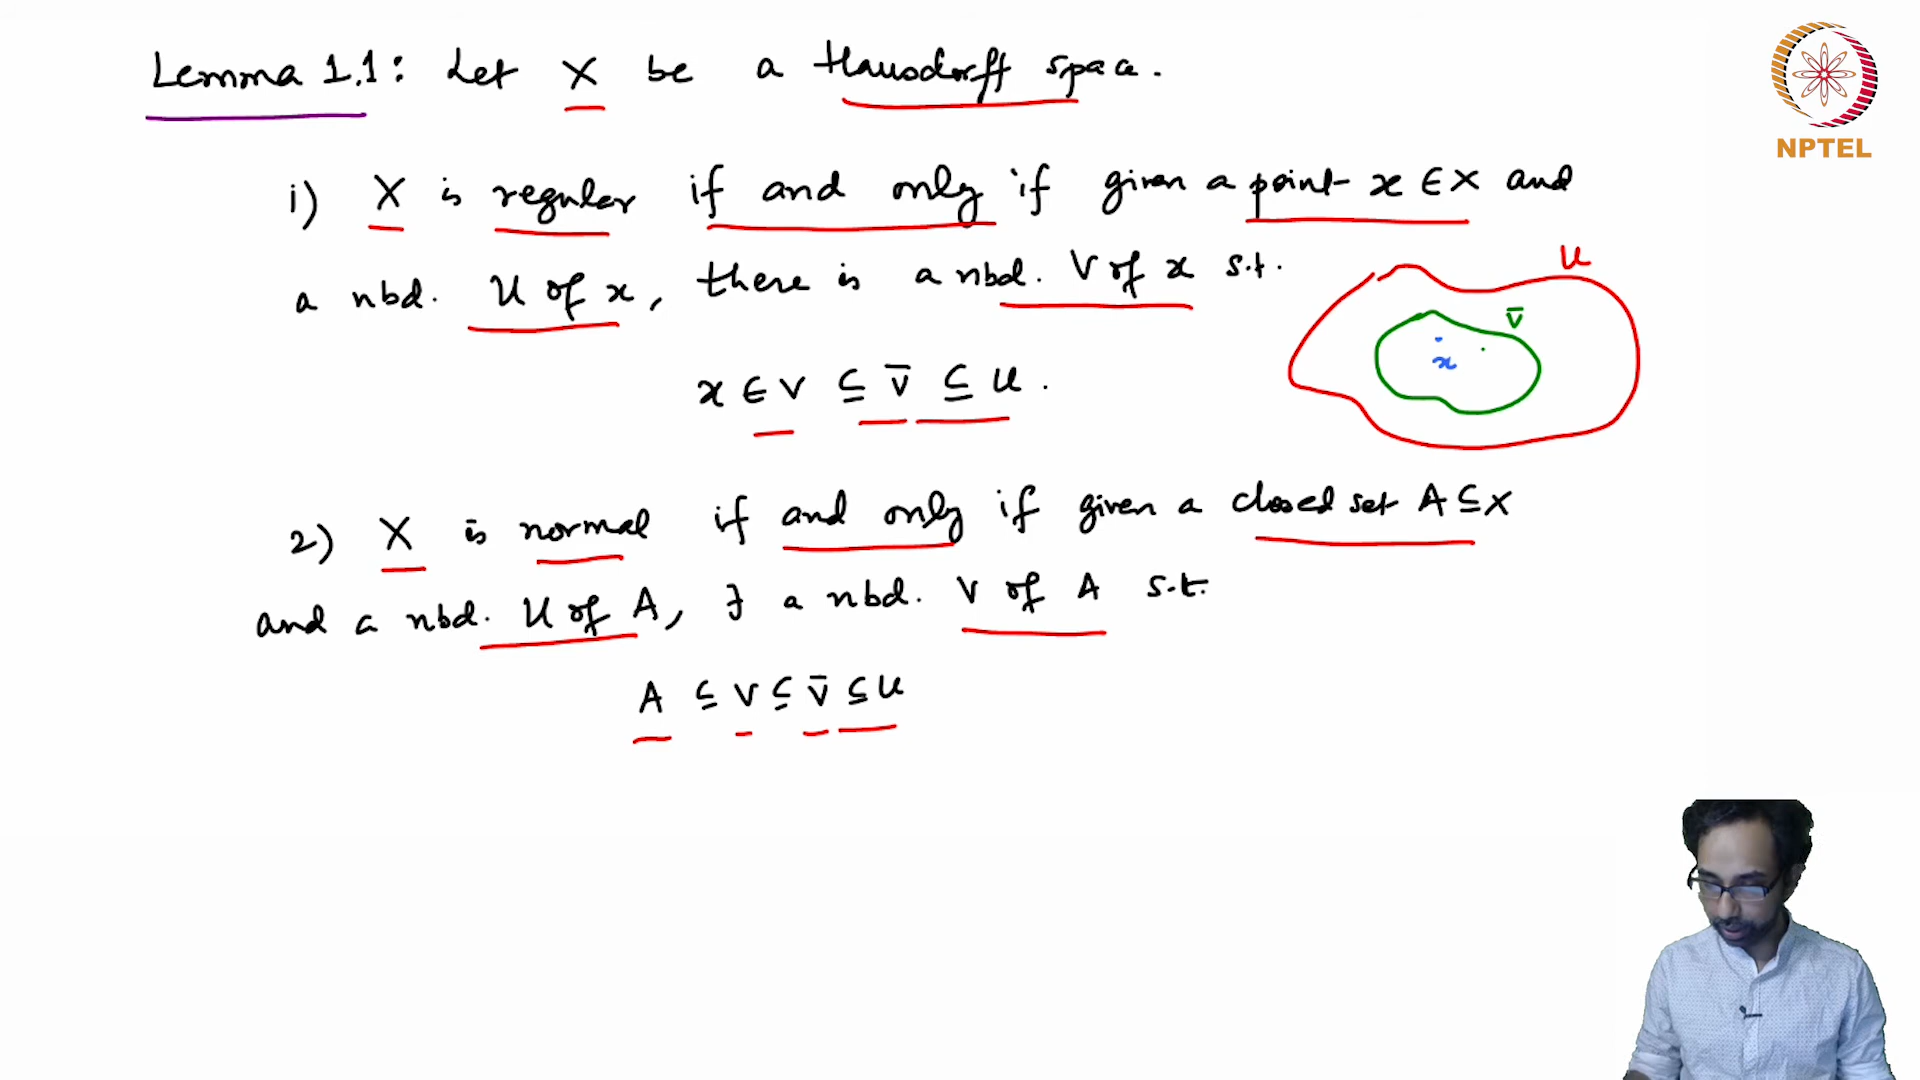 Lemma 1.1: Let X be a Hausdorff space.
NPTEL
1) X is regular if and only if given a point x ∈ X and
a nbd. U of x, there is a nbd. V of x s.t.
x ∈ V ⊆ V̅ ⊆ U.
U
V̅
x
2) X is normal if and only if given a closed set A ⊆ X
and a nbd. U of A, ∃ a nbd. V of A s.t.
A ⊆ V ⊆ V̅ ⊆ U